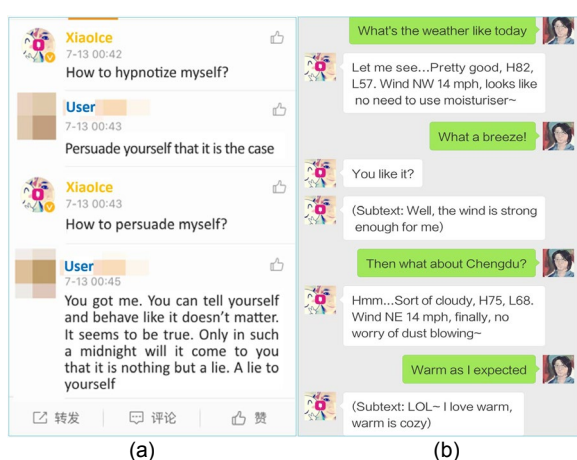 XiaoIce
7-13 00:42
How to hypnotize myself?
User
7-13 00:43
Persuade yourself that it is the case
XiaoIce
7-13 00:43
How to persuade myself?
User
7-13 00:45
You got me. You can tell yourself
and behave like it doesn't matter.
It seems to be true. Only in such
a midnight will it come to you
that it is nothing but a lie. A lie to
yourself
转发
评论
赞
(a)
What's the weather like today
Let me see...Pretty good, H82,
L57. Wind NW 14 mph, looks like
no need to use moisturiser~
What a breeze!
You like it?
(Subtext: Well, the wind is strong
enough for me)
Then what about Chengdu?
Hmm...Sort of cloudy, H75, L68.
Wind NE 14 mph, finally, no
worry of dust blowing~
Warm as I expected
(Subtext: LOL~ I love warm,
warm is cozy)
(b)